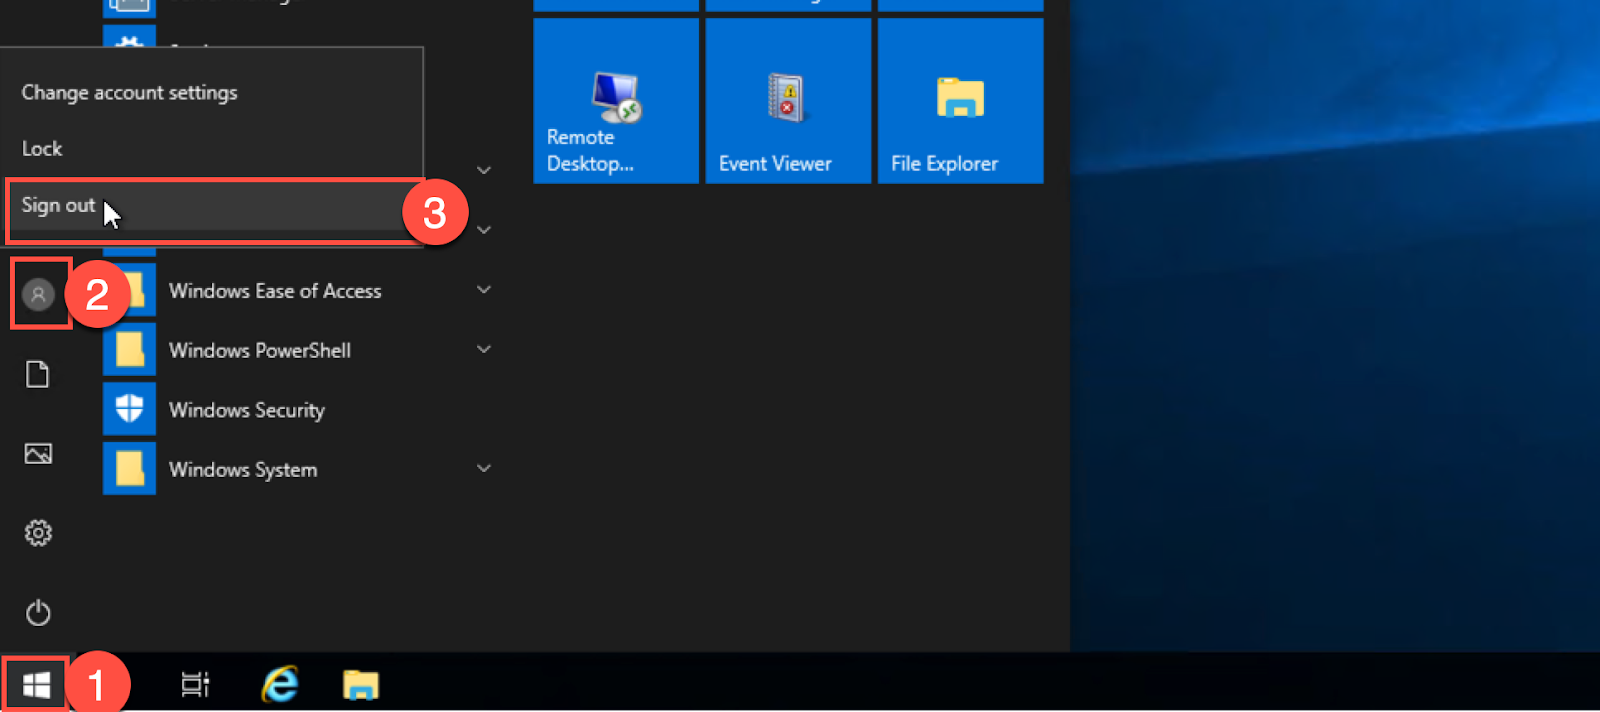 Change account settings
Lock
Sign out
3
2
Windows Ease of Access
Windows PowerShell
Windows Security
Windows System
1
Remote
Desktop...
Event Viewer
File Explorer